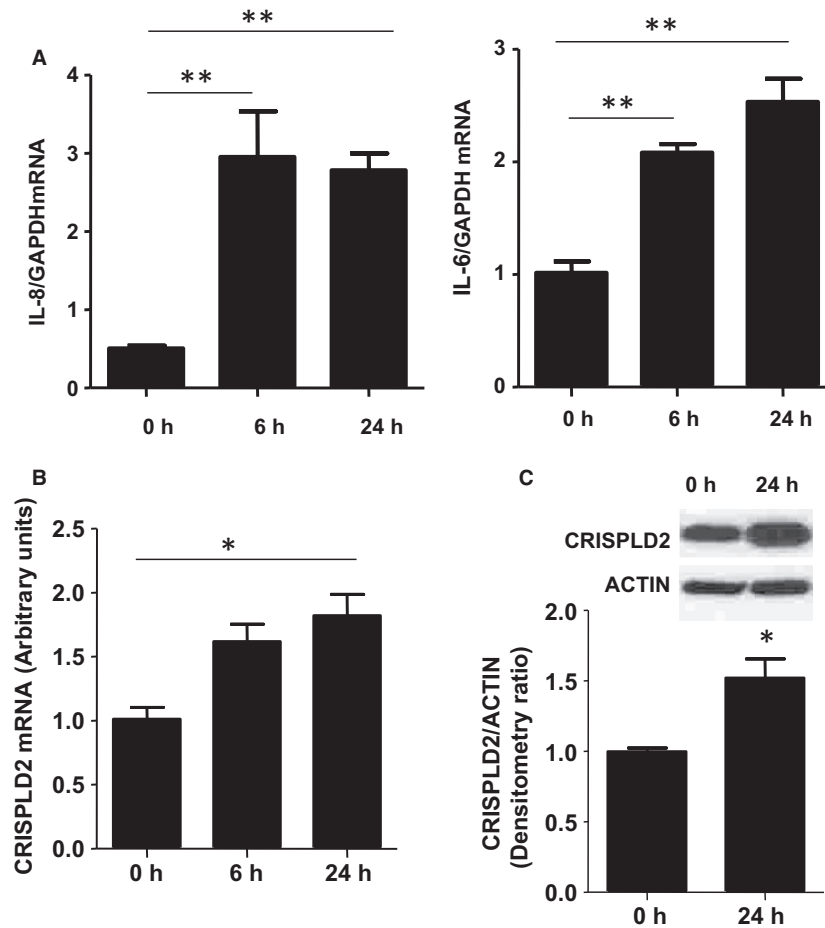 A
**
**
4
3
2
1
0
IL-8/GAPDHmRNA
0 h 6 h 24 h
**
**
3
2
1
0
IL-6/GAPDH mRNA
0 h 6 h 24 h
B
*
2.5
2.0
1.5
1.0
0.5
0.0
CRISPLD2 mRNA (Arbitrary units)
0 h 6 h 24 h
C
0 h 24 h
CRISPLD2
ACTIN
*
2.0
1.5
1.0
0.5
0.0
CRISPLD2/ACTIN
(Densitometry ratio)
0 h 24 h